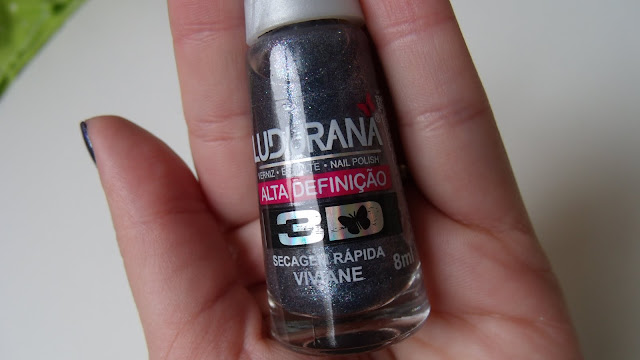 LUDURANA
VERNIZ • ESMALTE • NAIL POLISH
ALTA DEFINIÇÃO
3D
SECAGEM RÁPIDA
8ml
VIVIANE